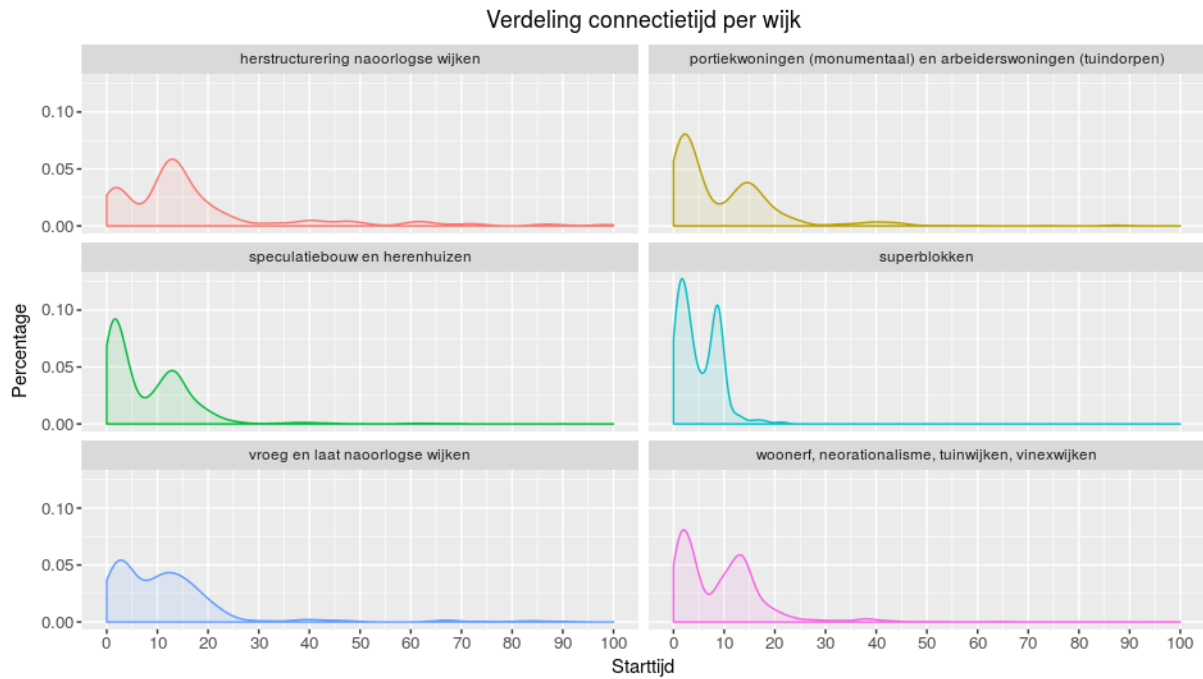 Verdeling connectietijd per wijk
herstructurering naoorlogse wijken
portiekwoningen (monumentaal) en arbeiderswoningen (tuindorpen)
0.10
0.05
0.00
speculatiebouw en herenhuizen
superblokken
Percentage
0.10
0.05
0.00
vroeg en laat naoorlogse wijken
woonerf, neorationalisme, tuinwijken, vinexwijken
0.10
0.05
0.00
0 10 20 30 40 50 60 70 80 90 100
0 10 20 30 40 50 60 70 80 90 100
Starttijd